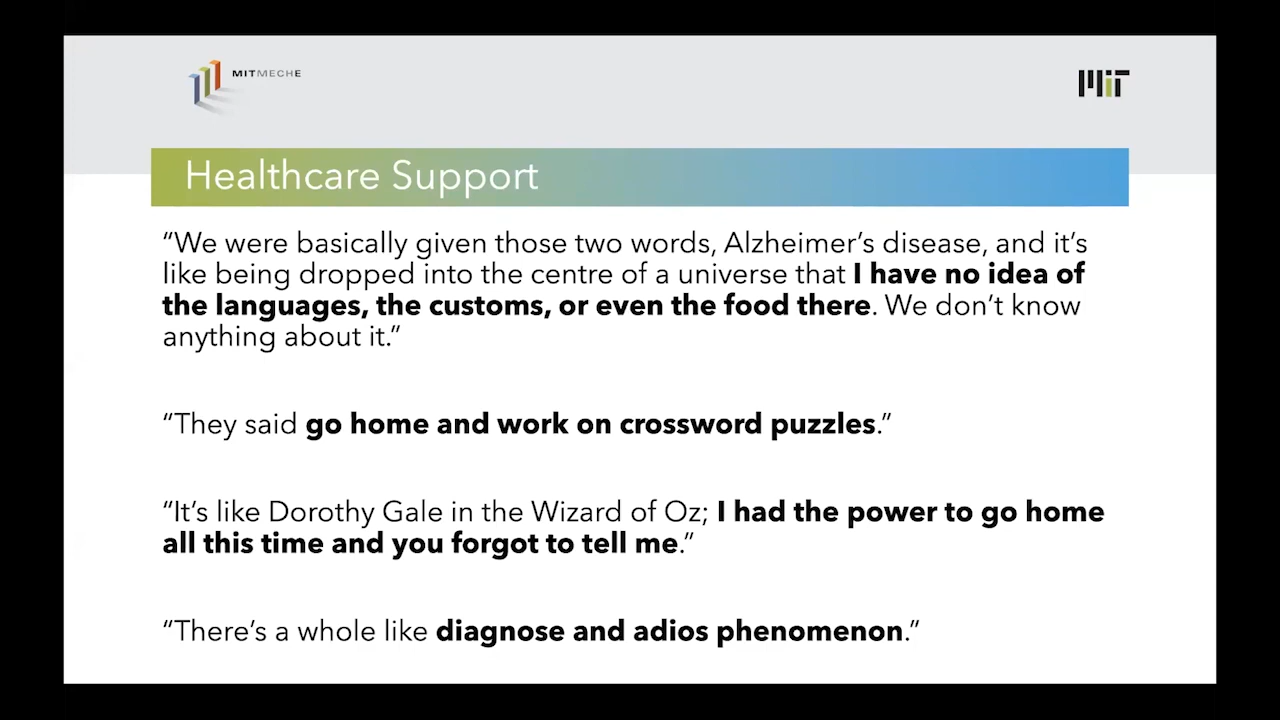 MITMECHE
MIT
Healthcare Support
“We were basically given those two words, Alzheimer’s disease, and it’s
like being dropped into the centre of a universe that I have no idea of
the languages, the customs, or even the food there. We don’t know
anything about it.”
“They said go home and work on crossword puzzles.”
“It’s like Dorothy Gale in the Wizard of Oz; I had the power to go home
all this time and you forgot to tell me.”
“There’s a whole like diagnose and adios phenomenon.”